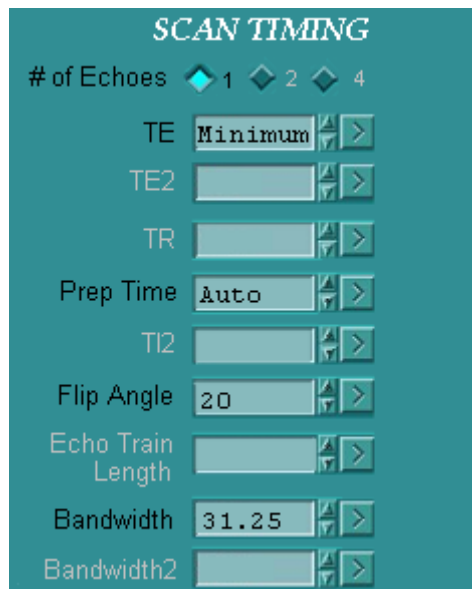 SCAN TIMING
# of Echoes 1 2 4
TE Minimum >
TE2 >
TR >
Prep Time Auto >
TI2 >
Flip Angle 20 >
Echo Train
Length >
Bandwidth 31.25 >
Bandwidth2 >